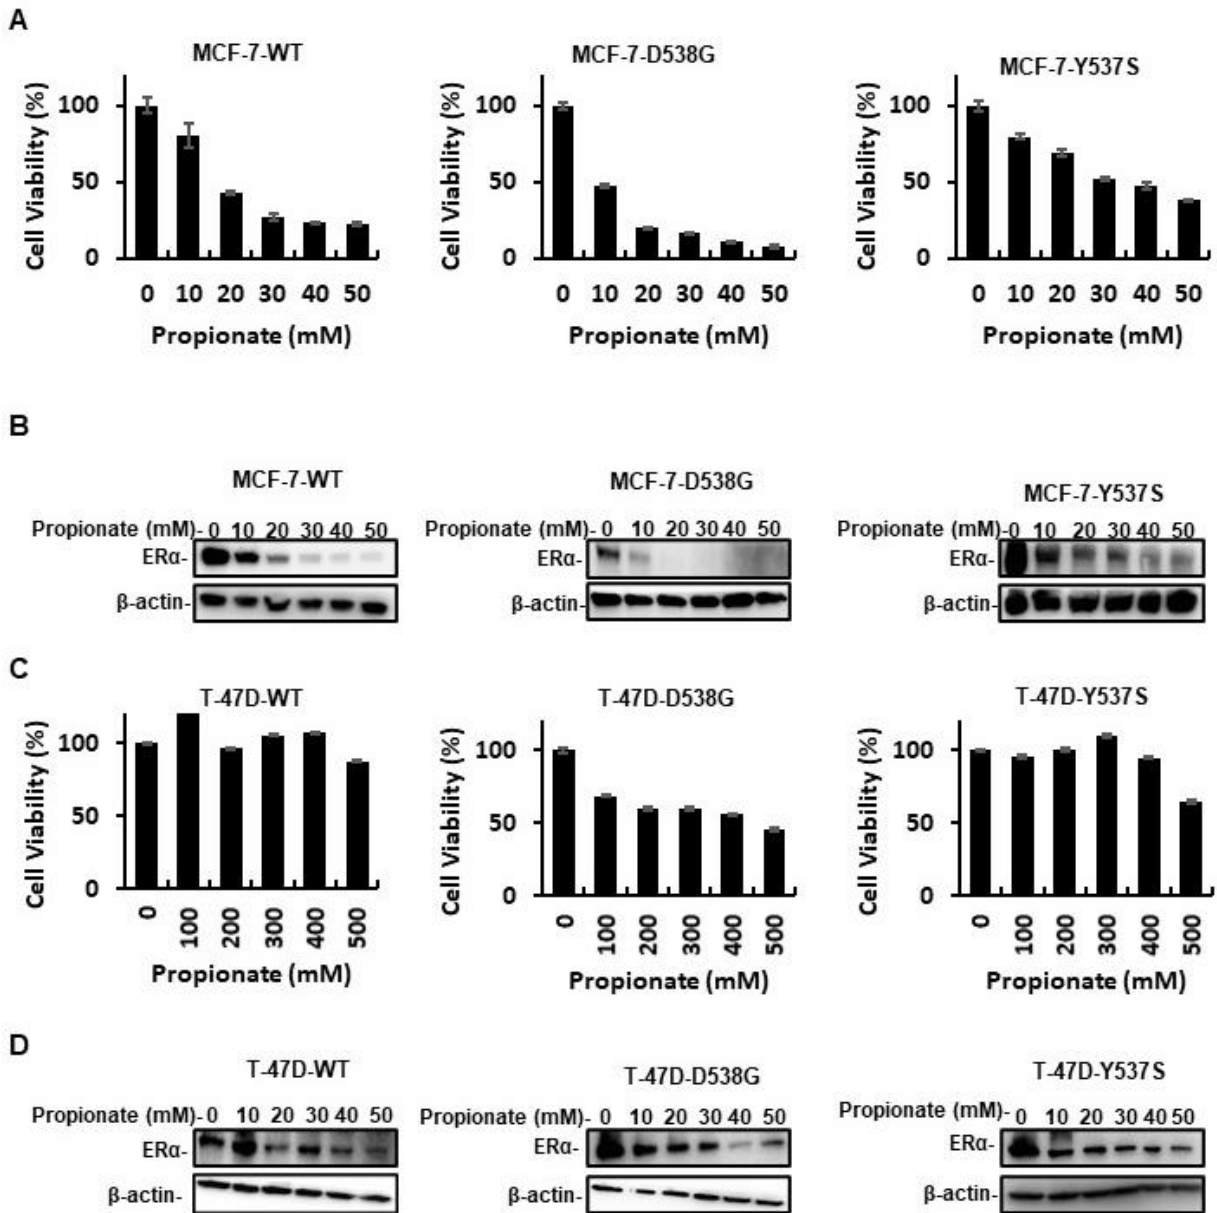 A
MCF-7-WT
MCF-7-D538G
MCF-7-Y537S
Cell Viability (%)
100
50
0
0 10 20 30 40 50
Propionate (mM)
Cell Viability (%)
100
50
0
0 10 20 30 40 50
Propionate (mM)
Cell Viability (%)
100
50
0
0 10 20 30 40 50
Propionate (mM)
B
MCF-7-WT
Propionate (mM)- 0 10 20 30 40 50
ERα-
β-actin-
MCF-7-D538G
Propionate (mM)- 0 10 20 30 40 50
ERα-
β-actin-
MCF-7-Y537S
Propionate (mM)-0 10 20 30 40 50
ERα-
β-actin-
C
T-47D-WT
Cell Viability (%)
100
50
0
0 100 200 300 400 500
Propionate (mM)
T-47D-D538G
Cell Viability (%)
100
50
0
0 100 200 300 400 500
Propionate (mM)
T-47D-Y537S
Cell Viability (%)
100
50
0
0 100 200 300 400 500
Propionate (mM)
D
T-47D-WT
Propionate (mM)- 0 10 20 30 40 50
ERα-
β-actin-
T-47D-D538G
Propionate (mM)- 0 10 20 30 40 50
ERα-
β-actin-
T-47D-Y537S
Propionate (mM)- 0 10 20 30 40 50
ERα-
β-actin-